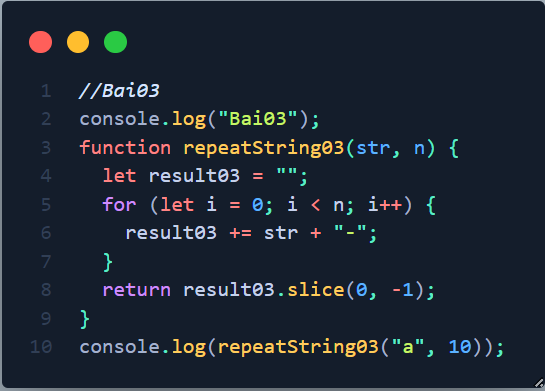 1 //Bai03
2 console.log("Bai03");
3 function repeatString03(str, n) {
4   let result03 = "";
5   for (let i = 0; i < n; i++) {
6     result03 += str + "-";
7   }
8   return result03.slice(0, -1);
9 }
10 console.log(repeatString03("a", 10));